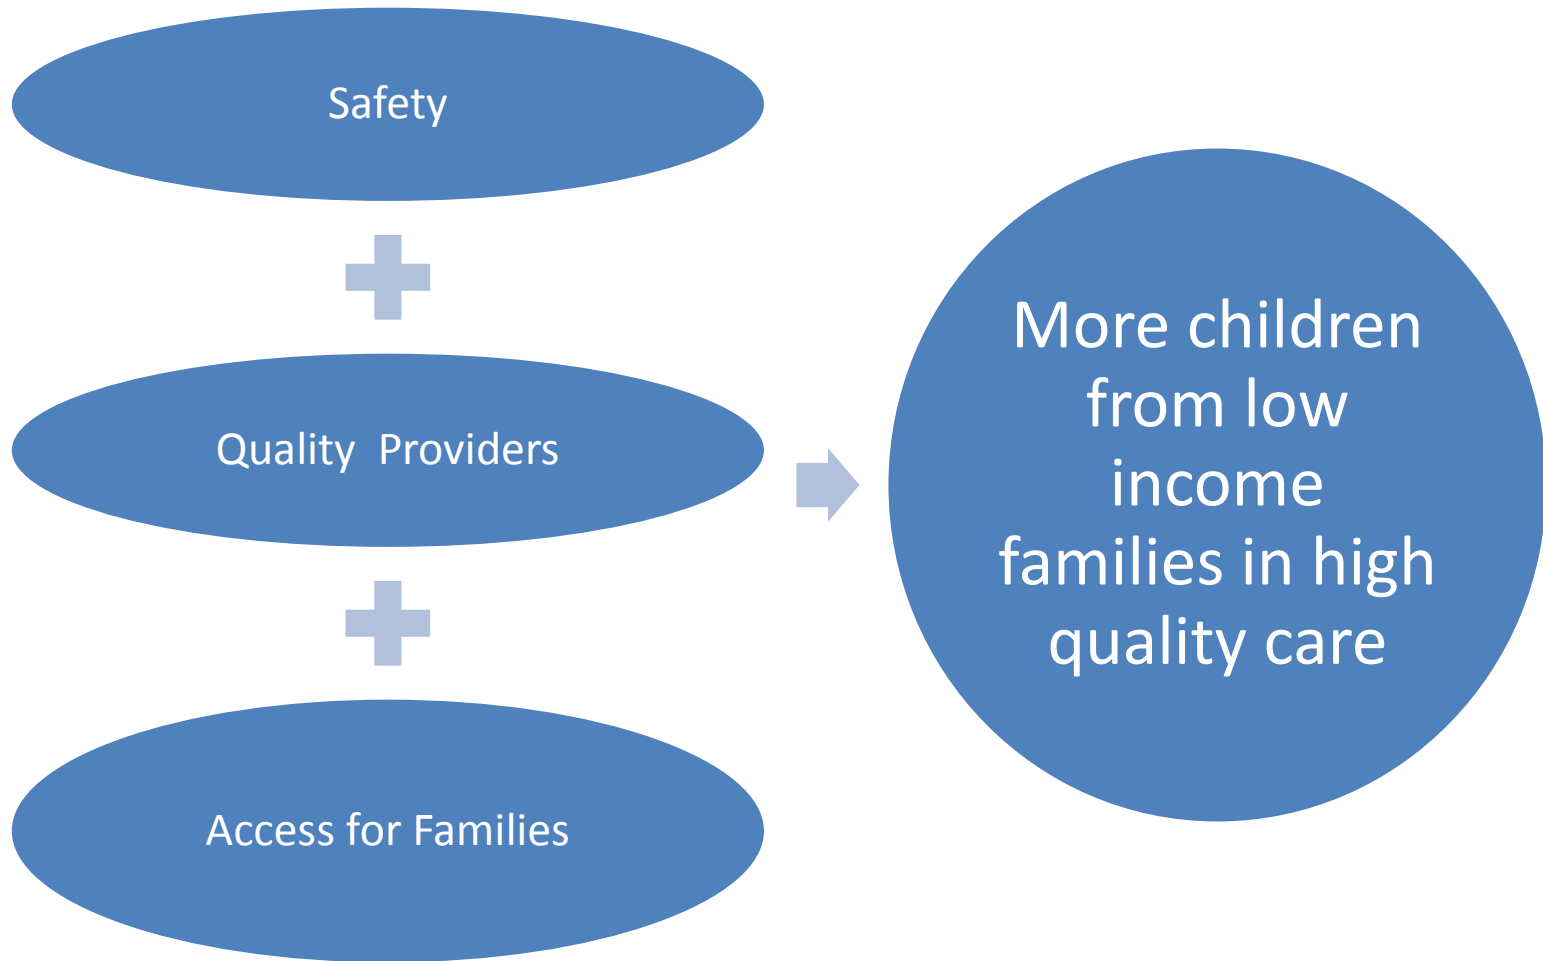 Safety
Quality  Providers
Access for Families
More children
from low
income
families in high
quality care